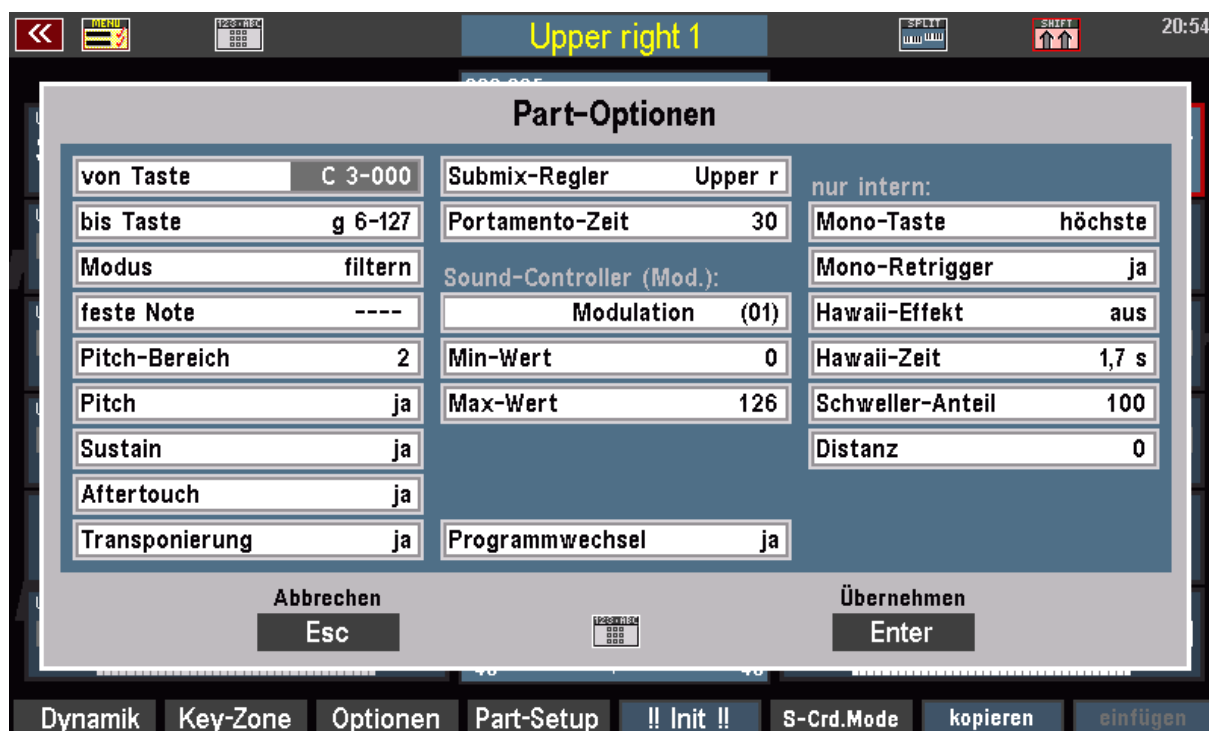 MENU 123·ABC Upper right 1 SPLIT SHIFT 20:54
Part-Optionen
von Taste C 3-000
bis Taste g 6-127
Modus filtern
feste Note ----
Pitch-Bereich 2
Pitch ja
Sustain ja
Aftertouch ja
Transponierung ja
Submix-Regler Upper r
Portamento-Zeit 30
Sound-Controller (Mod.):
Modulation (01)
Min-Wert 0
Max-Wert 126
Programmwechsel ja
nur intern:
Mono-Taste höchste
Mono-Retrigger ja
Hawaii-Effekt aus
Hawaii-Zeit 1,7 s
Schweller-Anteil 100
Distanz 0
Abbrechen
Esc
123·ABC
Übernehmen
Enter
Dynamik Key-Zone Optionen Part-Setup !! Init !! S-Crd.Mode kopieren einfügen